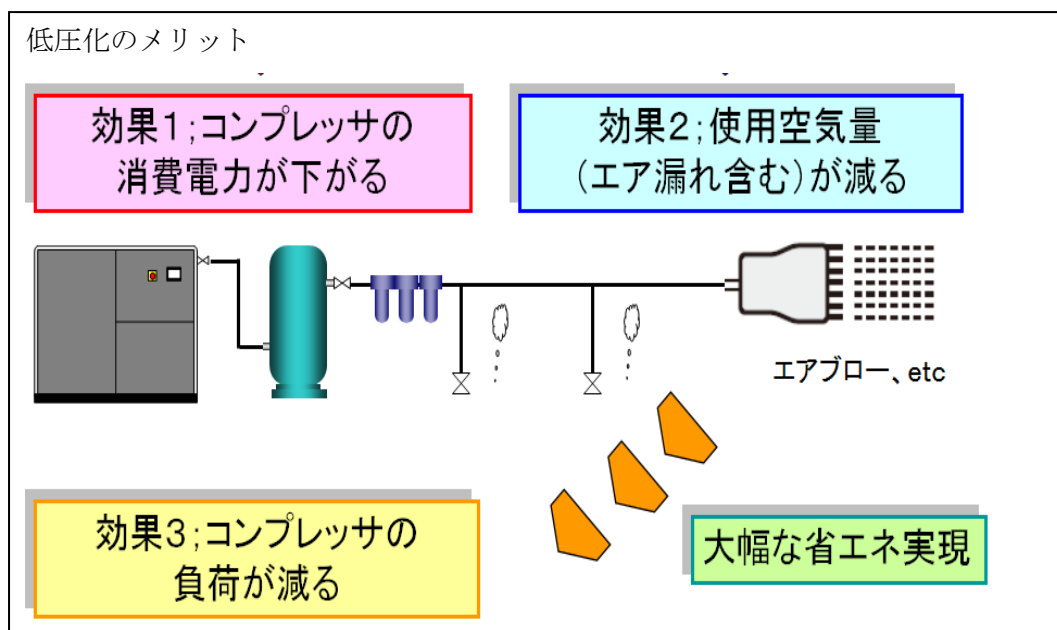 低圧化のメリット
効果1;コンプレッサの
消費電力が下がる
効果2;使用空気量
(エア漏れ含む)が減る
エアブロー、etc
効果3;コンプレッサの
負荷が減る
大幅な省エネ実現